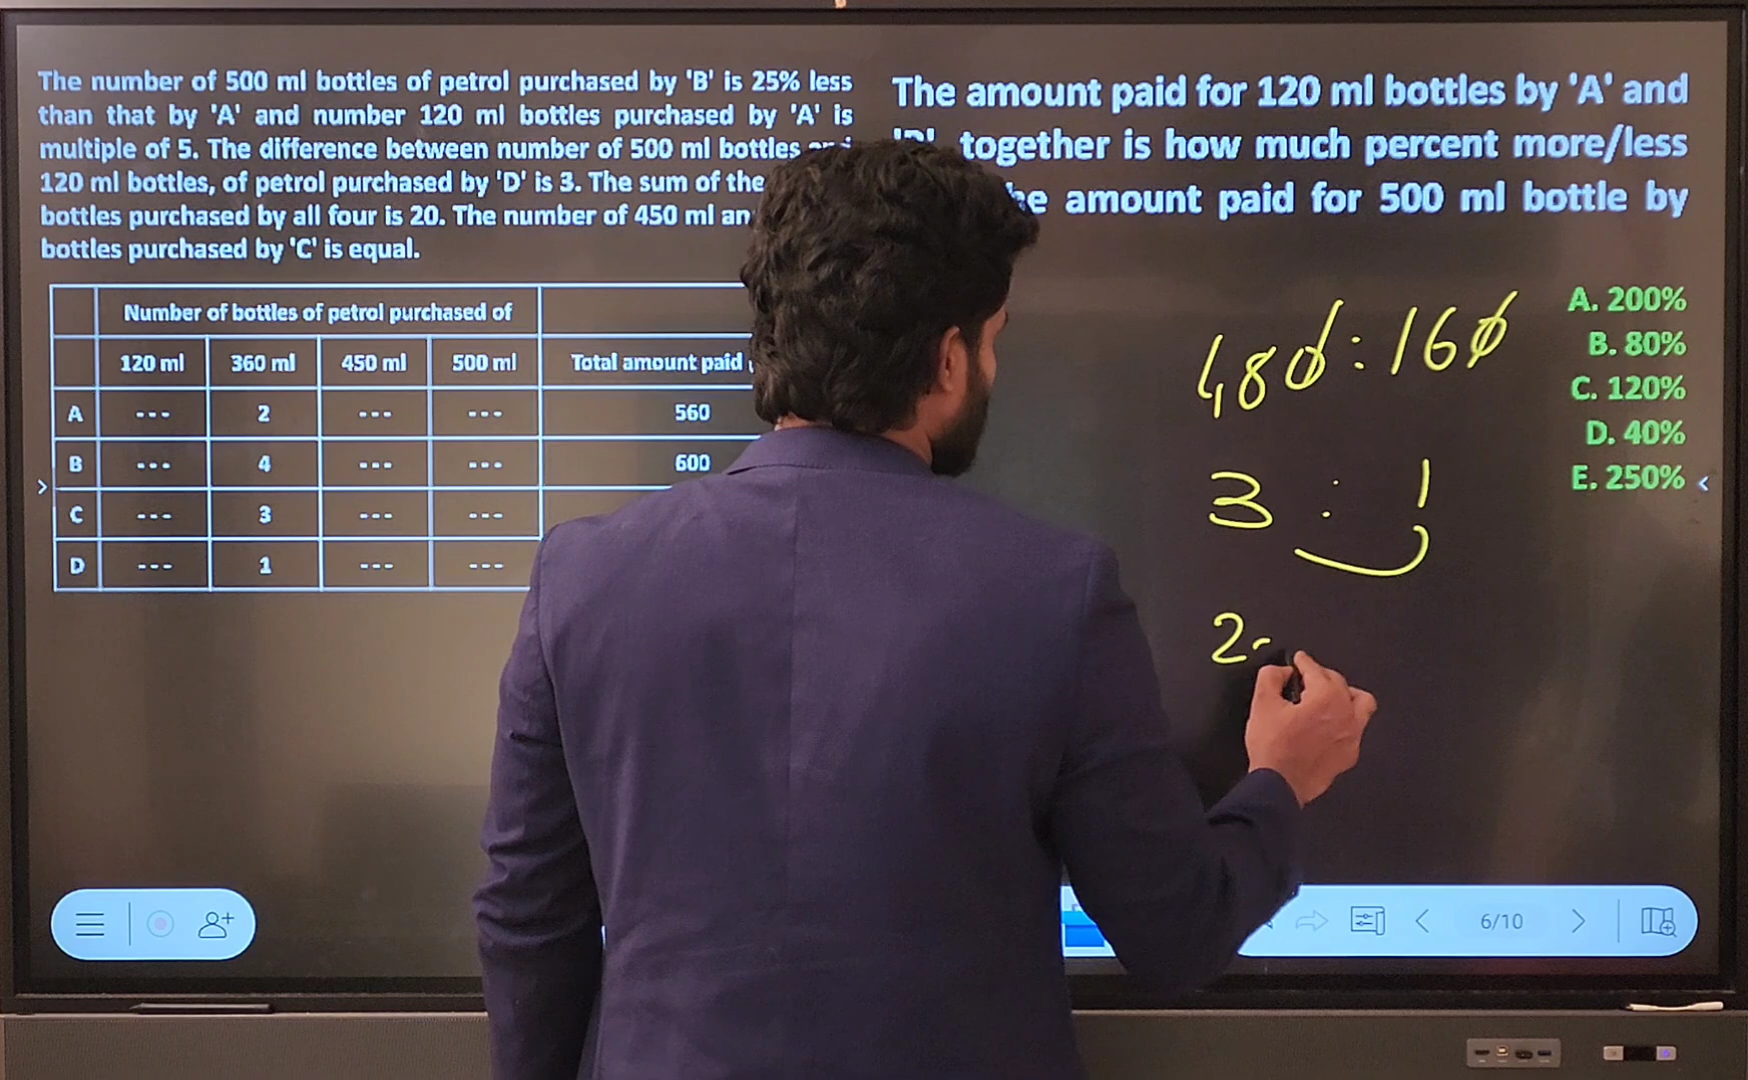 The number of 500 ml bottles of petrol purchased by 'B' is 25% less
than that by 'A' and number 120 ml bottles purchased by 'A' is
multiple of 5. The difference between number of 500 ml bottles
120 ml bottles, of petrol purchased by 'D' is 3. The sum of the
bottles purchased by all four is 20. The number of 450 ml
bottles purchased by 'C' is equal.
Number of bottles of petrol purchased of
120 ml 360 ml 450 ml 500 ml Total amount paid
A --- 2 --- --- 560
B --- 4 --- --- 600
C --- 3 --- ---
D --- 1 --- ---
The amount paid for 120 ml bottles by 'A' and
together is how much percent more/less
amount paid for 500 ml bottle by
A. 200%
B. 80%
C. 120%
D. 40%
E. 250%
480 : 160
3 : 1
2
6/10